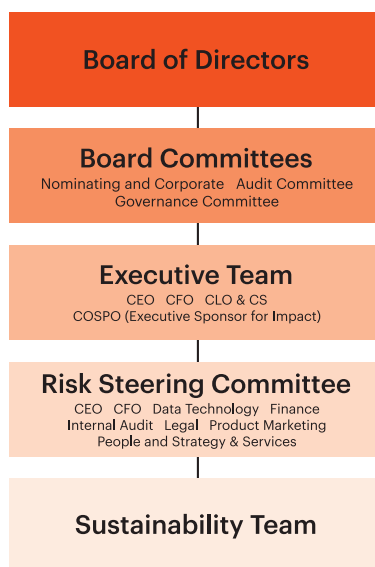 Board of Directors
Board Committees
Nominating and Corporate Audit Committee
Governance Committee
Executive Team
CEO CFO CLO & CS
COSPO (Executive Sponsor for Impact)
Risk Steering Committee
CEO CFO Data Technology Finance
Internal Audit Legal Product Marketing
People and Strategy & Services
Sustainability Team